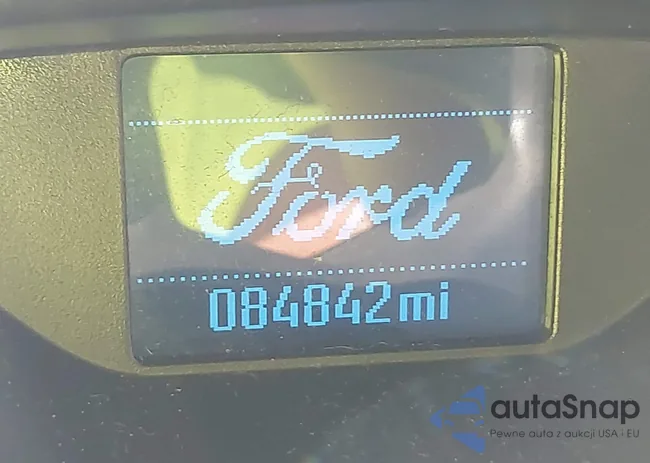 Ford
084842mi
autaSnap
Pewne auta z aukcji USA - EU